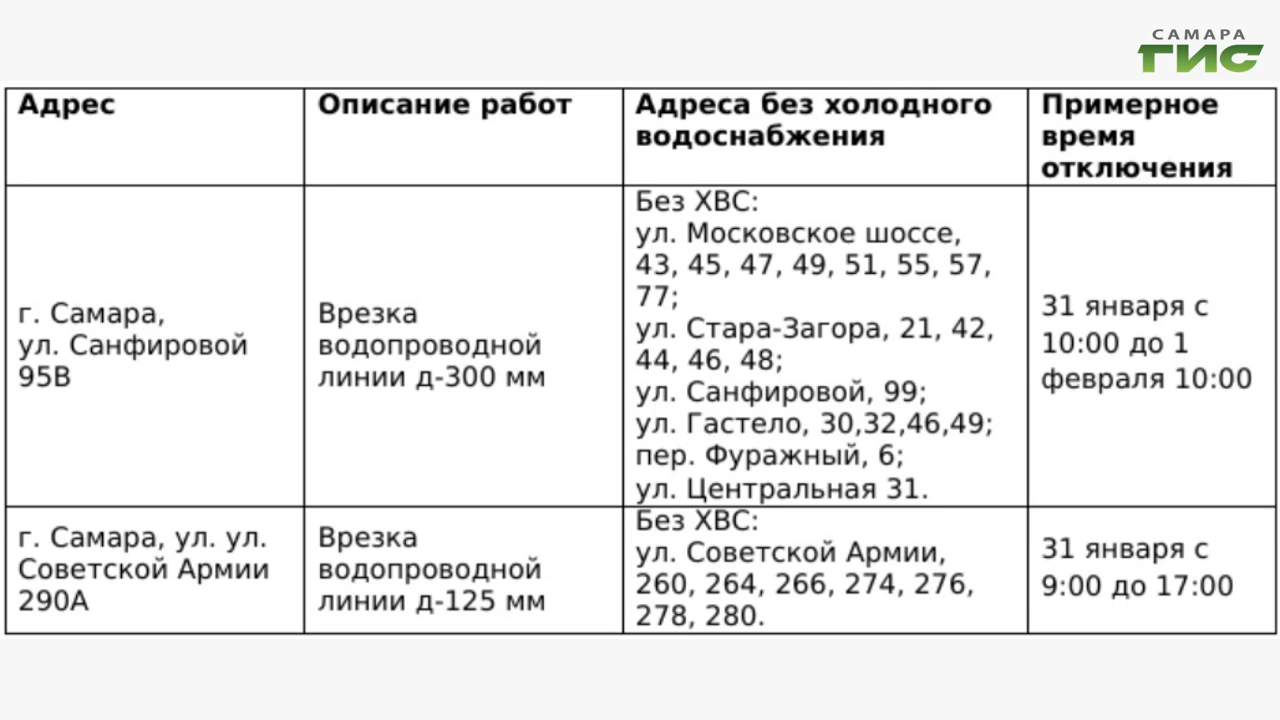 САМАРА
ГИС
Адрес
Описание работ
Адреса без холодного
водоснабжения
Примерное
время
отключения
г. Самара,
ул. Санфировой
95В
Врезка
водопроводной
линии д-300 мм
Без ХВС:
ул. Московское шоссе,
43, 45, 47, 49, 51, 55, 57,
77;
ул. Стара-Загора, 21, 42,
44, 46, 48;
ул. Санфировой, 99;
ул. Гастело, 30,32,46,49;
пер. Фуражный, 6;
ул. Центральная 31.
31 января с
10:00 до 1
февраля 10:00
г. Самара, ул. ул.
Советской Армии
290А
Врезка
водопроводной
линии д-125 мм
Без ХВС:
ул. Советской Армии,
260, 264, 266, 274, 276,
278, 280.
31 января с
9:00 до 17:00